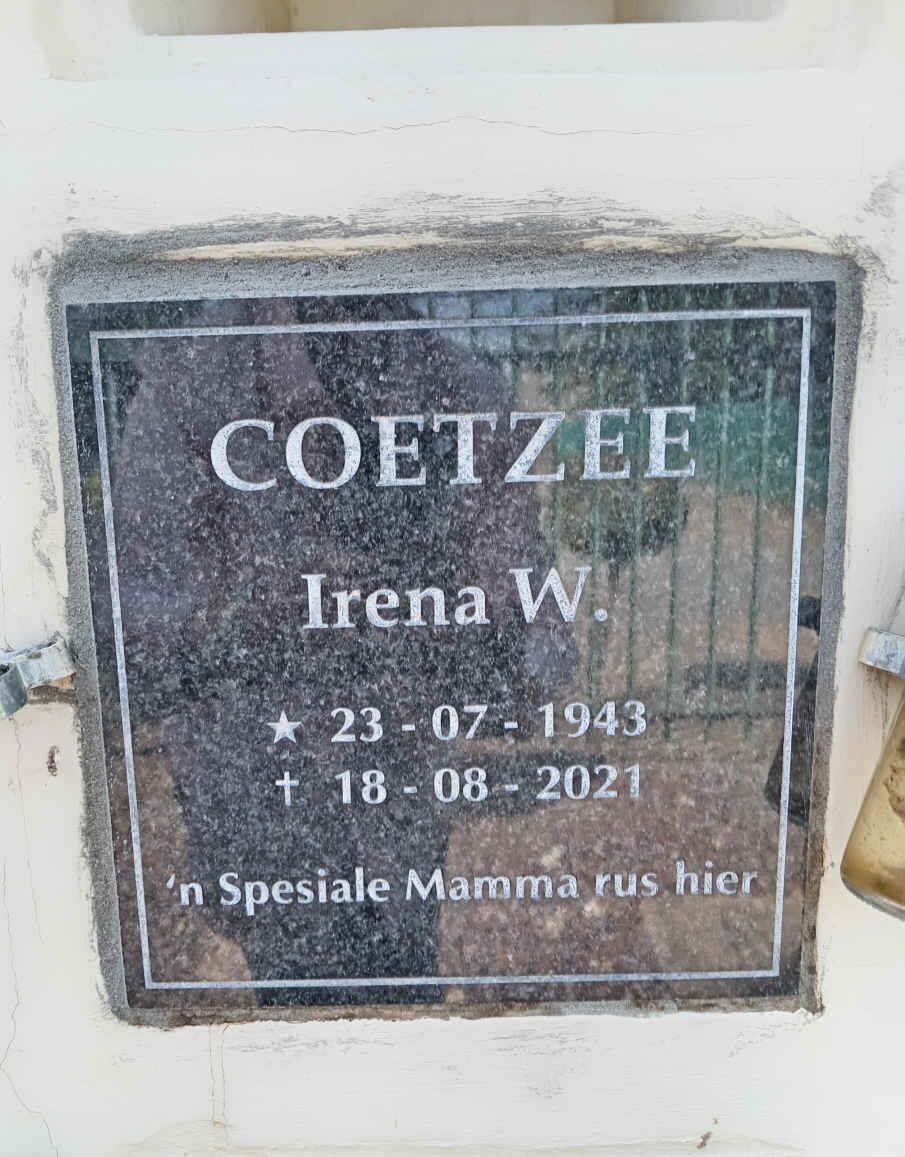 COETZEE
Irena W.
★ 23 - 07 - 1943
✝ 18 - 08 - 2021
'n Spesiale Mamma rus hier